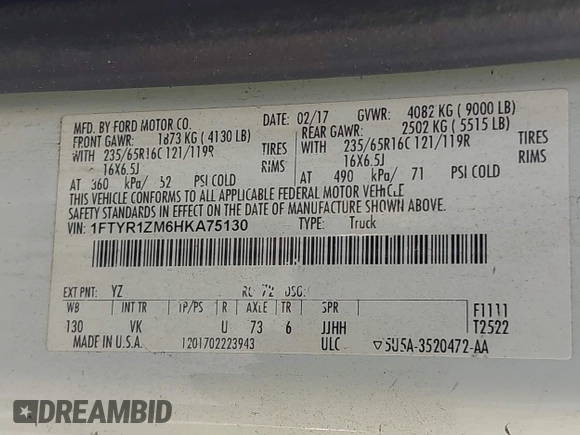 MFD. BY FORD MOTOR CO. DATE: 02/17 GVWR: 4082 KG ( 9000 LB)
FRONT GAWR: 1873 KG ( 4130 LB) REAR GAWR: 2502 KG ( 5515 LB)
WITH 235/65R16C 121/119R TIRES WITH 235/65R16C 121/119R TIRES
16X6.5J RIMS 16X6.5J RIMS
AT 360 kPa/ 52 PSI COLD AT 490 kPa/ 71 PSI COLD
THIS VEHICLE CONFORMS TO ALL APPLICABLE FEDERAL MOTOR VEHICLE
SAFETY STANDARDS IN EFFECT ON THE DATE OF MANUFACTURE SHOWN ABOVE.
VIN: 1FTYR1ZM6HKA75130 TYPE: Truck
EXT PNT: YZ RC: 72 DSO:
WB INT TR TP/PS R AXLE TR SPR F1111
130 VK U 73 6 JJHH T2522
MADE IN U.S.A. 1201702223943 ULC 5U5A-3520472-AA
DREAMBID